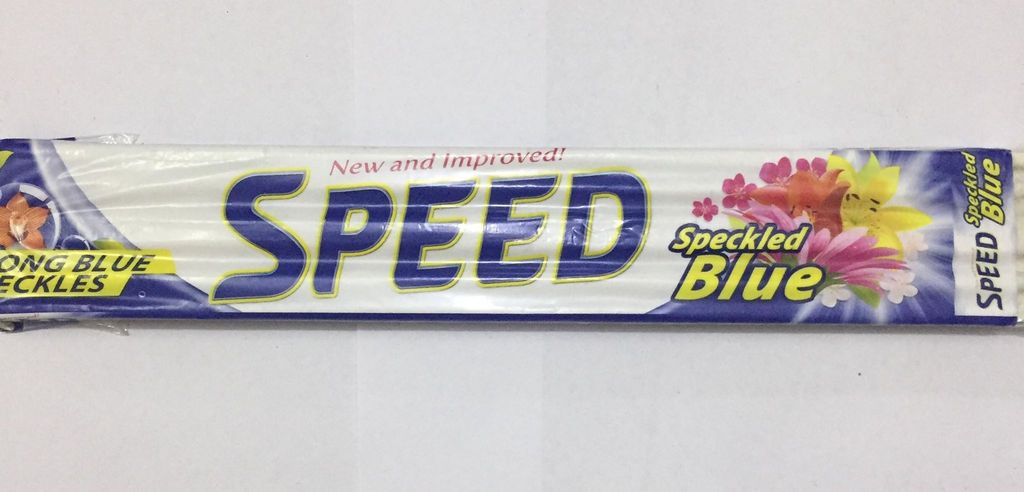 New and Improved!
SPEED
ONG BLUE
ECKLES
Speckled
Blue
SPEED
Speckled
Blue